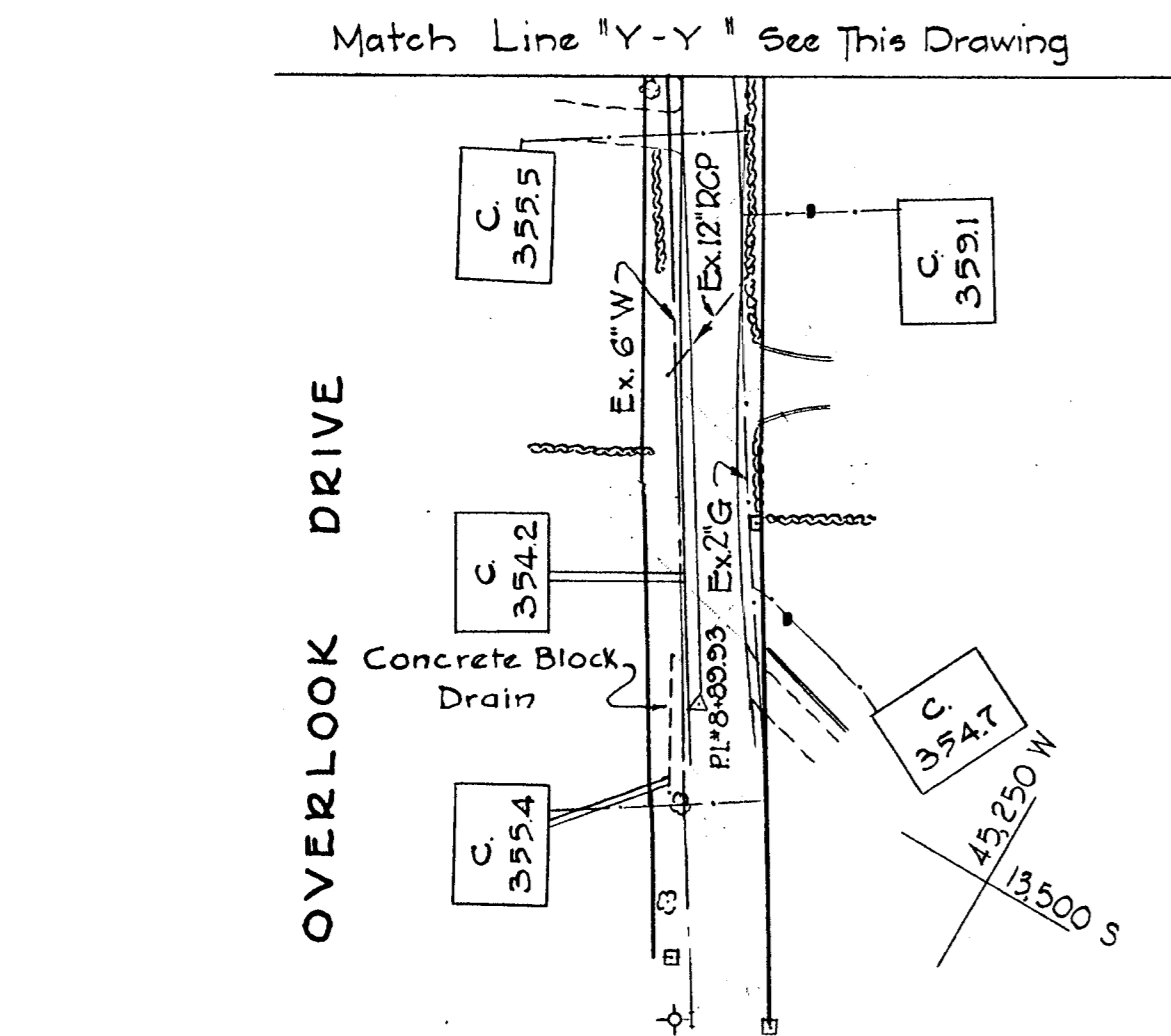 Match Line "Y-Y" See This Drawing
C.
355.5
Ex. 12" RCP
C.
359.1
Ex. 6" W
OVERLOOK DRIVE
C.
354.2
Ex. 2" G
Concrete Block
Drain
P.I.#8+89.93
C.
354.7
C.
355.4
45,250 W
13,500 S